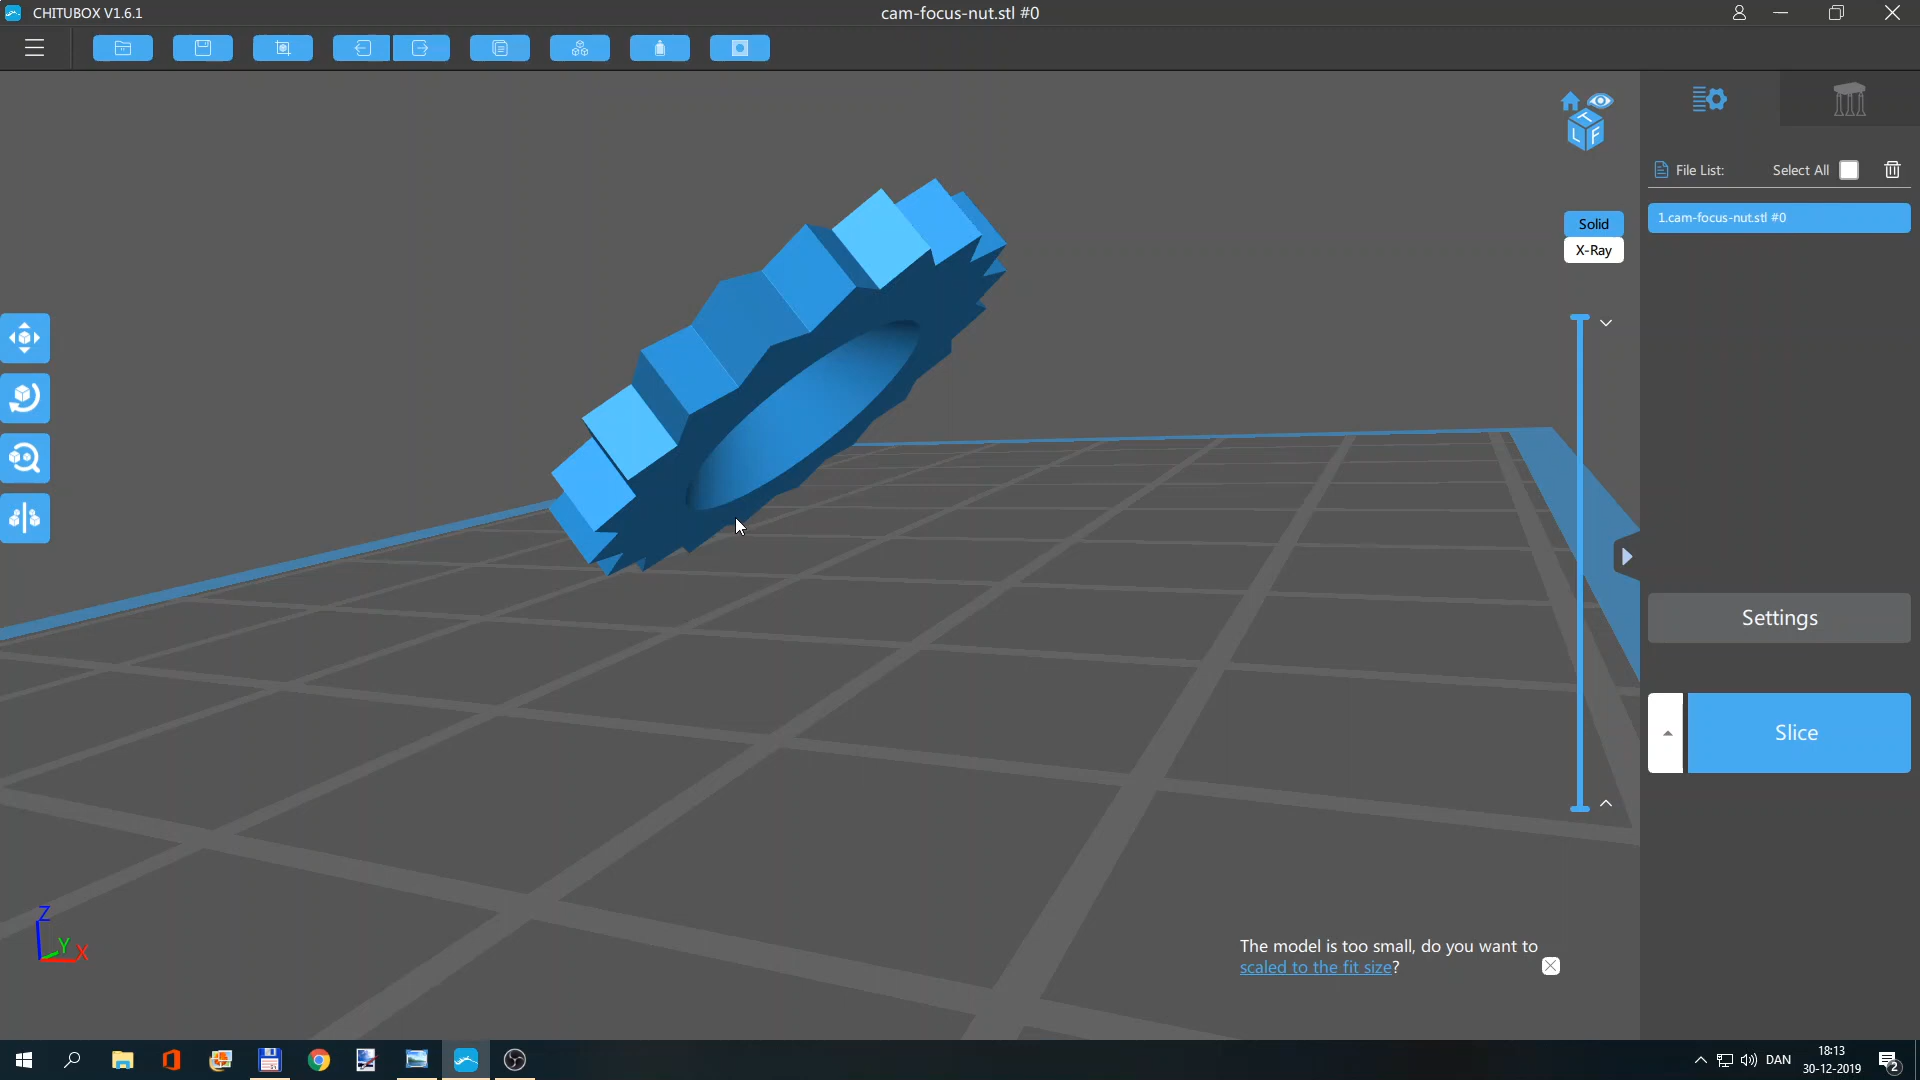 CHITUBOX V1.6.1
cam-focus-nut.stl #0
File List:
Select All
1.cam-focus-nut.stl #0
T
L F
Solid
X-Ray
Settings
Slice
Z
Y
X
The model is too small, do you want to
scaled to the fit size?
DAN
18:13
30-12-2019
2